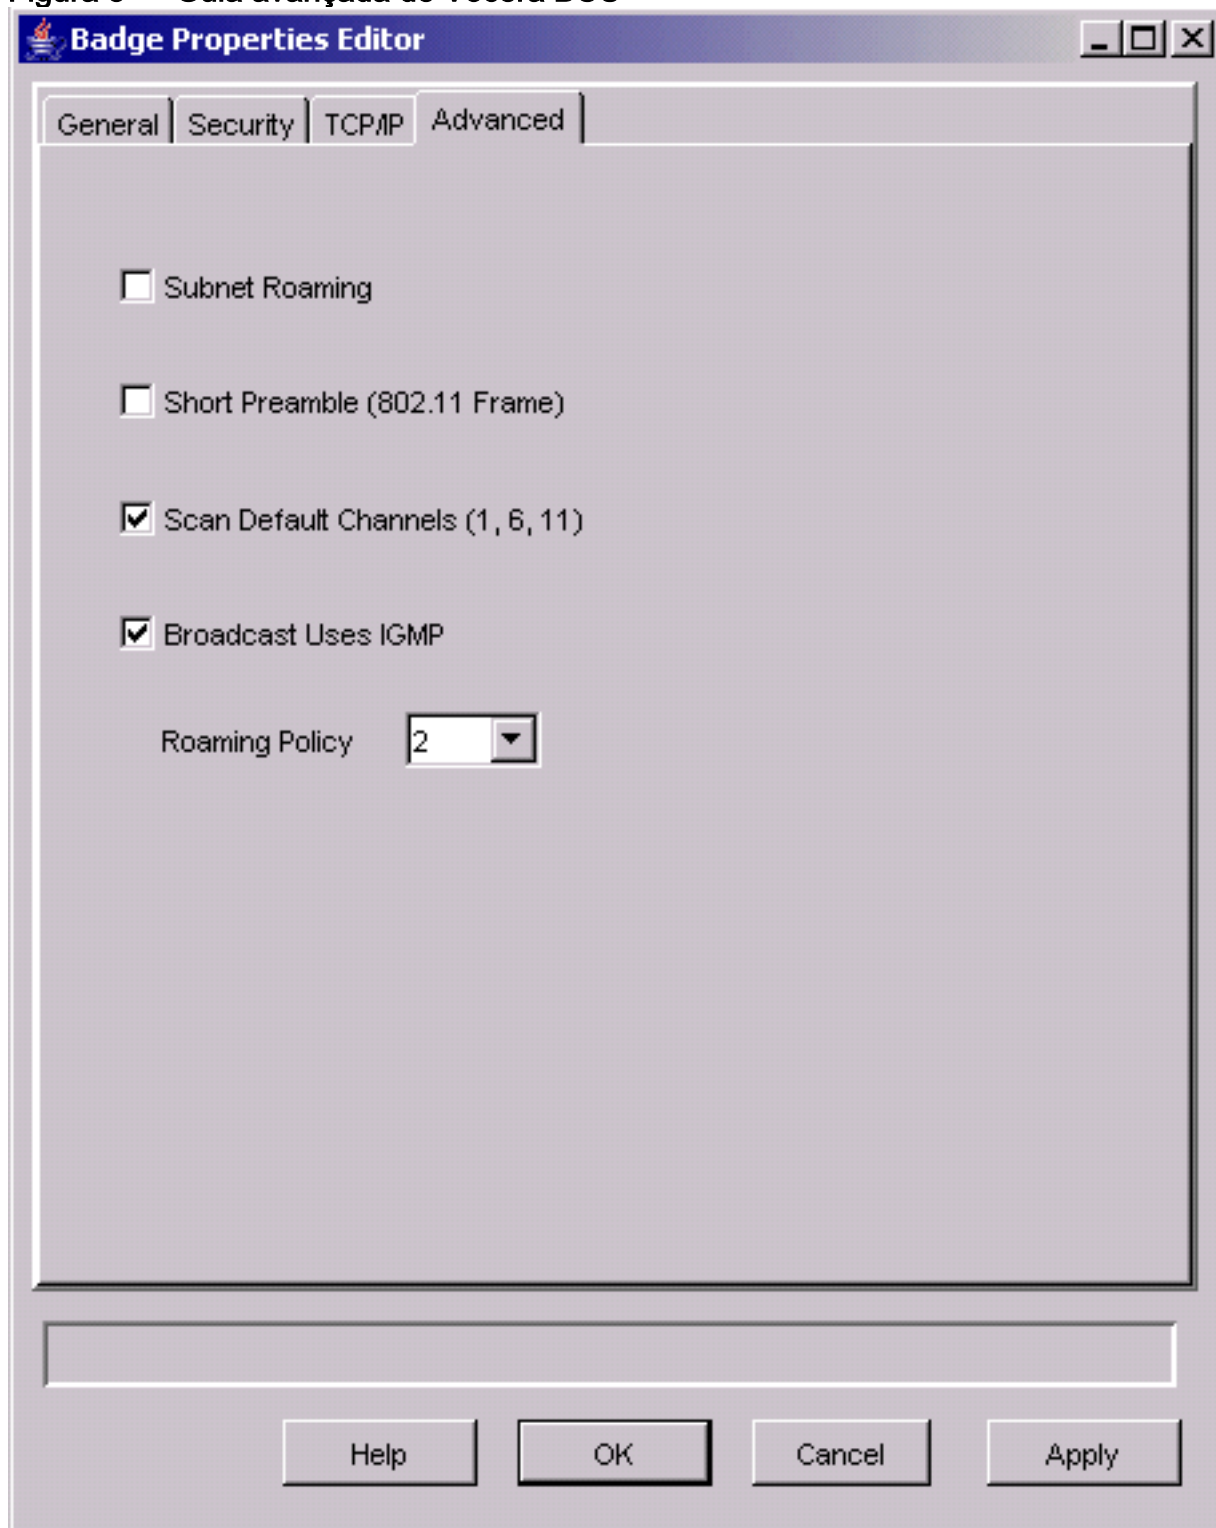 Badge Properties Editor
General Security TCP/IP Advanced
Subnet Roaming
Short Preamble (802.11 Frame)
Scan Default Channels (1, 6, 11)
Broadcast Uses IGMP
Roaming Policy 2
Help OK Cancel Apply